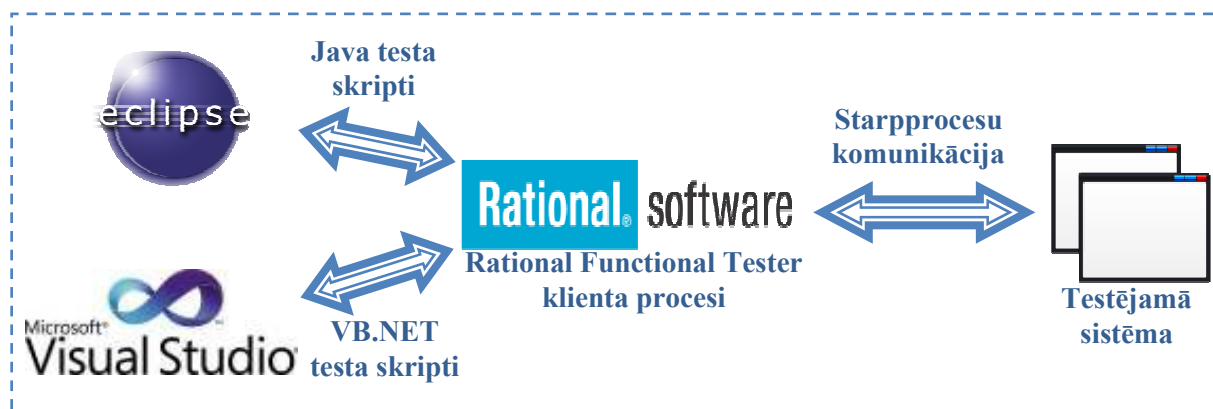 eclipse
Java testa
skripti
Starpprocesu
komunikācija
Rational® software
Rational Functional Tester
klienta procesi
Microsoft®
Visual Studio
VB.NET
testa skripti
Testējamā
sistēma